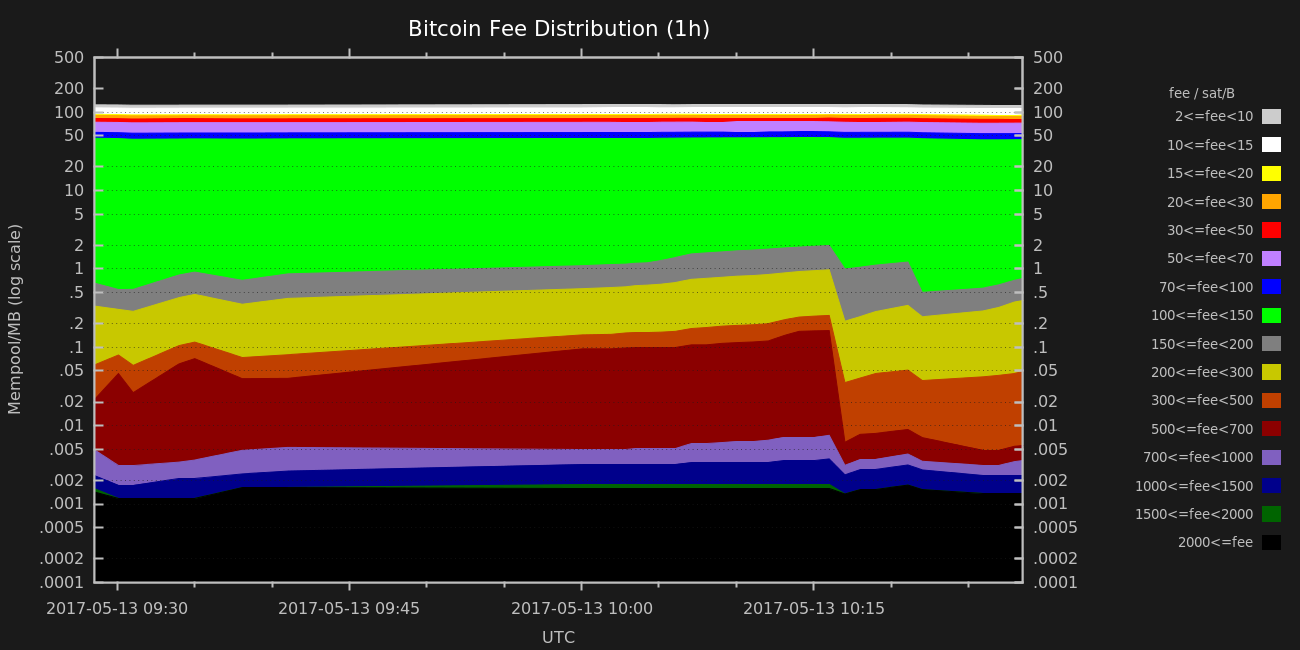 Bitcoin Fee Distribution (1h)
500
200
100
50
20
10
5
2
1
.5
.2
.1
.05
.02
.01
.005
.002
.001
.0005
.0002
.0001
Mempool/MB (log scale)
500
200
100
50
20
10
5
2
1
.5
.2
.1
.05
.02
.01
.005
.002
.001
.0005
.0002
.0001
fee / sat/B
2<=fee<10
10<=fee<15
15<=fee<20
20<=fee<30
30<=fee<50
50<=fee<70
70<=fee<100
100<=fee<150
150<=fee<200
200<=fee<300
300<=fee<500
500<=fee<700
700<=fee<1000
1000<=fee<1500
1500<=fee<2000
2000<=fee
2017-05-13 09:30 2017-05-13 09:45 2017-05-13 10:00 2017-05-13 10:15
UTC